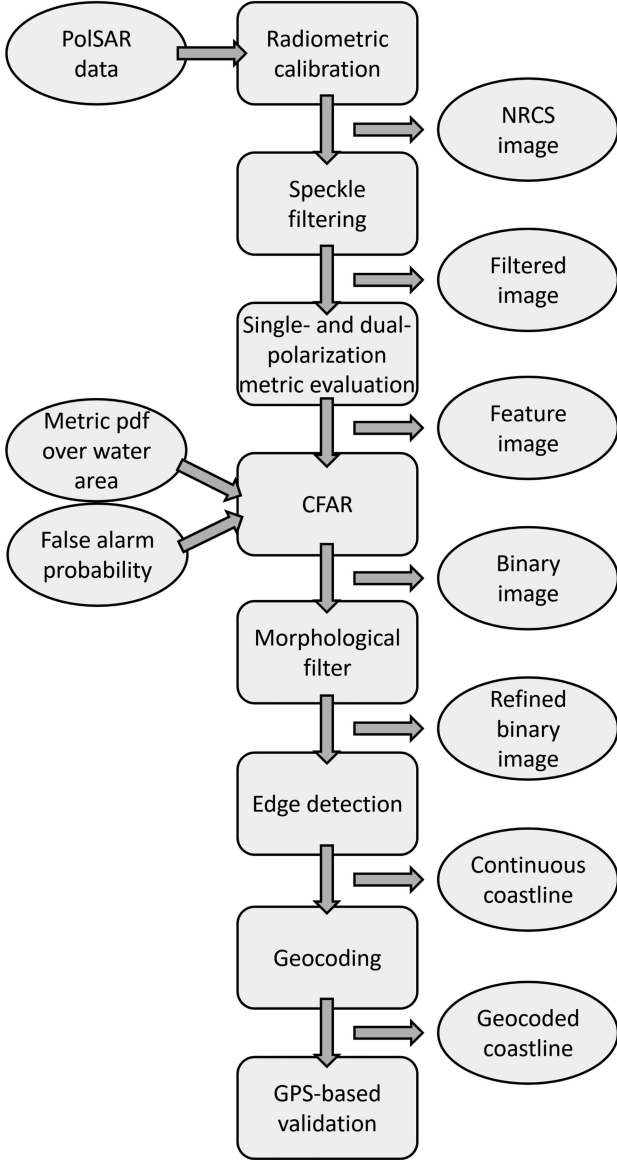 PolSAR
data
Radiometric
calibration
NRCS
image
Speckle
filtering
Filtered
image
Single- and dual-
polarization
metric evaluation
Feature
image
Metric pdf
over water
area
CFAR
False alarm
probability
Binary
image
Morphological
filter
Refined
binary
image
Edge detection
Continuous
coastline
Geocoding
Geocoded
coastline
GPS-based
validation